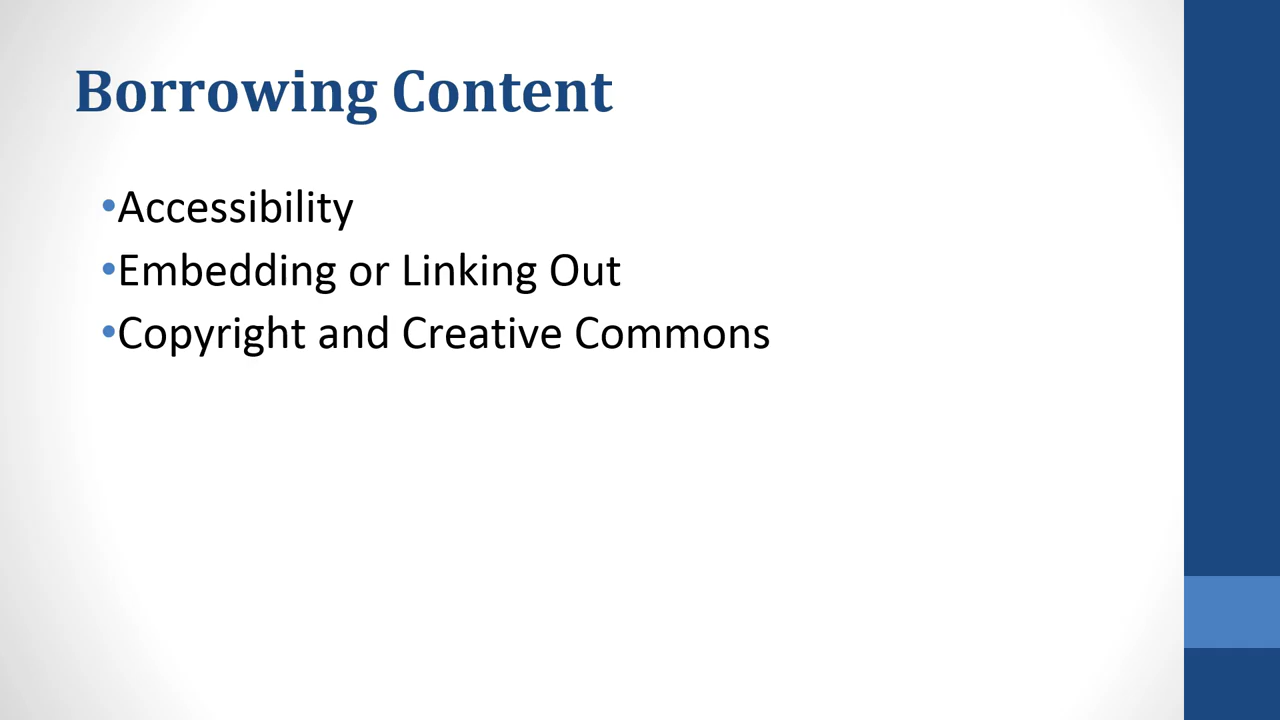 Borrowing Content
•Accessibility
•Embedding or Linking Out
•Copyright and Creative Commons